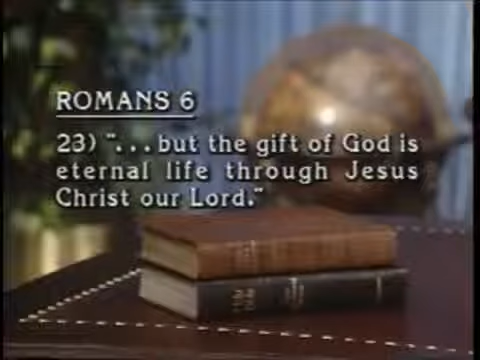 ROMANS 6
23) "...but the gift of God is
eternal life through Jesus
Christ our Lord."